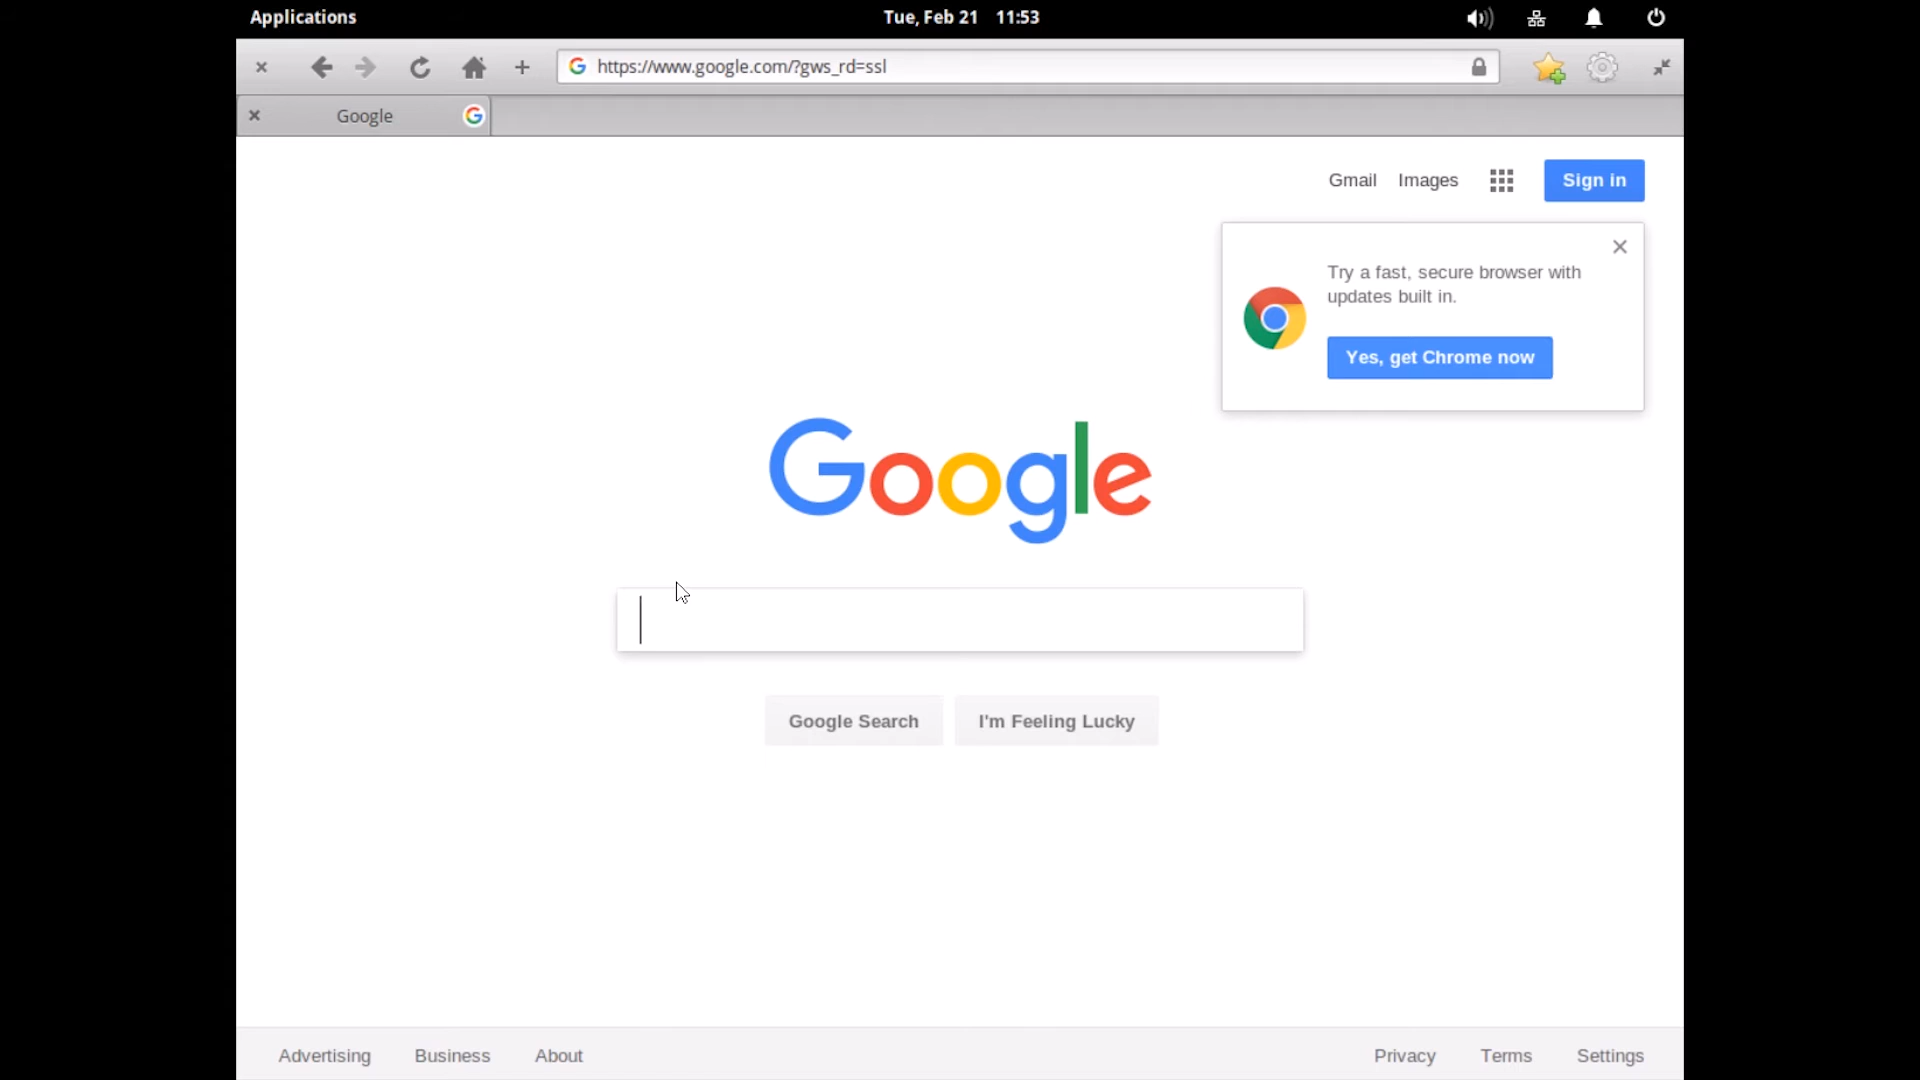 Applications
Tue, Feb 21 11:53
https://www.google.com/?gws_rd=ssl
Google
Gmail
Images
Sign in
Try a fast, secure browser with
updates built in.
Yes, get Chrome now
Google
Google Search
I'm Feeling Lucky
Advertising
Business
About
Privacy
Terms
Settings